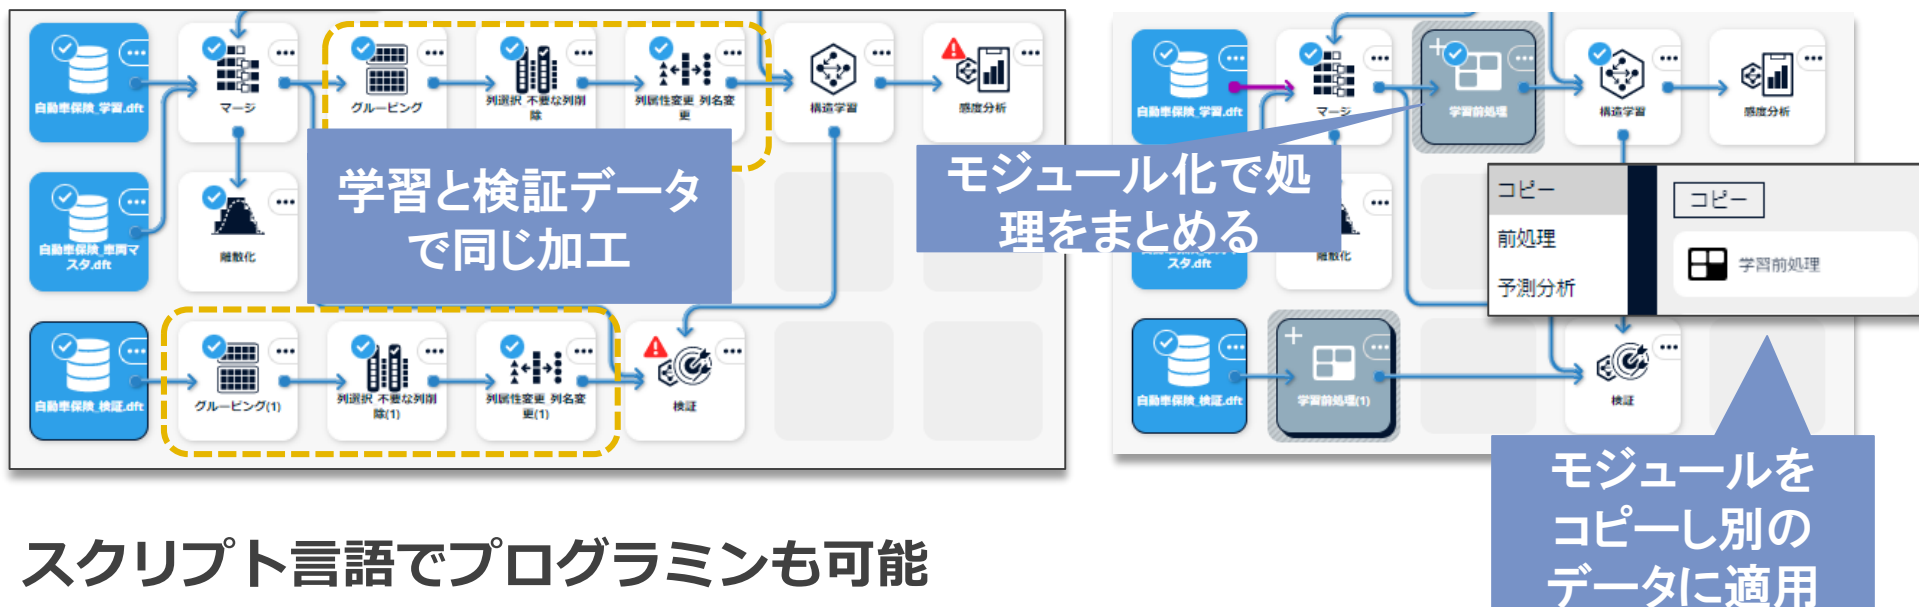 自動車保険_学習.dft
マージ
グルーピング
列選択 不要な列削
除
列属性変更 列名変
更
構造学習
感度分析
学習と検証データ
で同じ加工
自動車保険_車両マ
スタ.dft
離散化
自動車保険_検証.dft
グルーピング(1)
列選択 不要な列削
除(1)
列属性変更 列名変
更(1)
検証
自動車保険_学習.dft
マージ
学習前処理
構造学習
感度分析
モジュール化で処
理をまとめる
スタ.dft
離散化
コピー
前処理
予測分析
コピー
学習前処理
自動車保険_検証.dft
学習前処理(1)
検証
モジュールを
コピーし別の
データに適用
スクリプト言語でプログラミンも可能